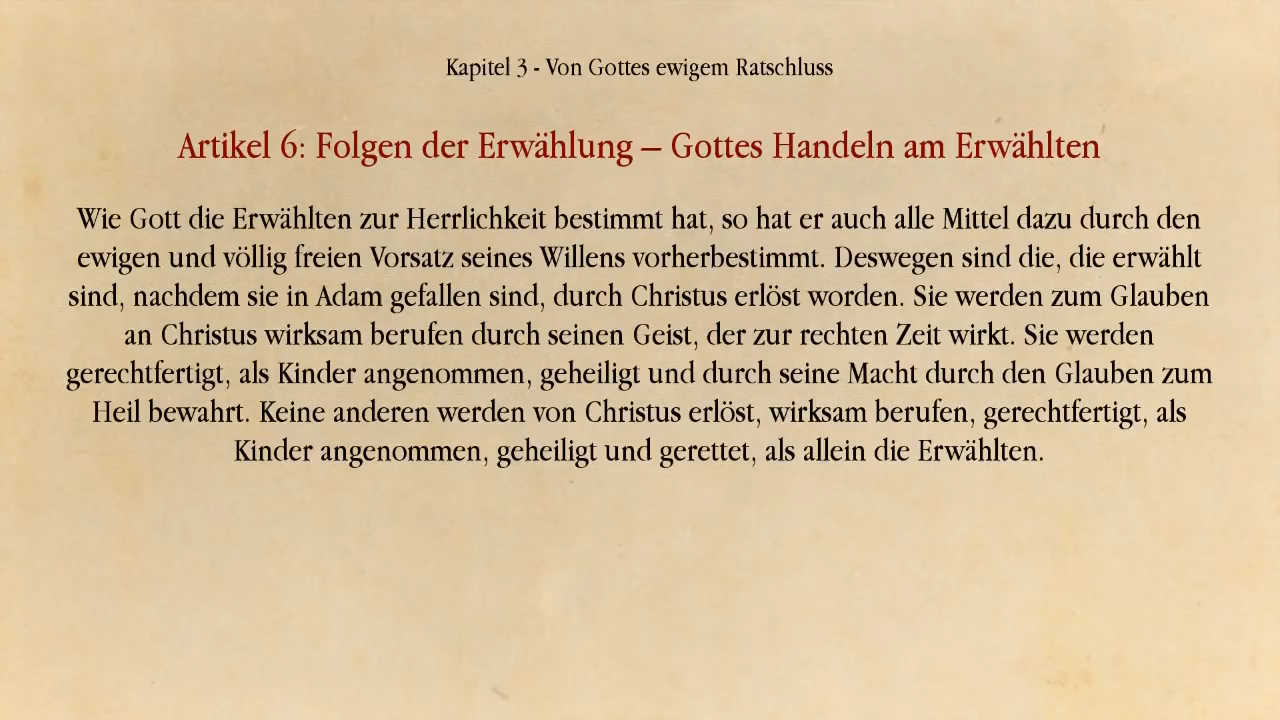 Kapitel 3 - Von Gottes ewigem Ratschluss
Artikel 6: Folgen der Erwählung – Gottes Handeln am Erwählten
Wie Gott die Erwählten zur Herrlichkeit bestimmt hat, so hat er auch alle Mittel dazu durch den
ewigen und völlig freien Vorsatz seines Willens vorherbestimmt. Deswegen sind die, die erwählt
sind, nachdem sie in Adam gefallen sind, durch Christus erlöst worden. Sie werden zum Glauben
an Christus wirksam berufen durch seinen Geist, der zur rechten Zeit wirkt. Sie werden
gerechtfertigt, als Kinder angenommen, geheiligt und durch seine Macht durch den Glauben zum
Heil bewahrt. Keine anderen werden von Christus erlöst, wirksam berufen, gerechtfertigt, als
Kinder angenommen, geheiligt und gerettet, als allein die Erwählten.